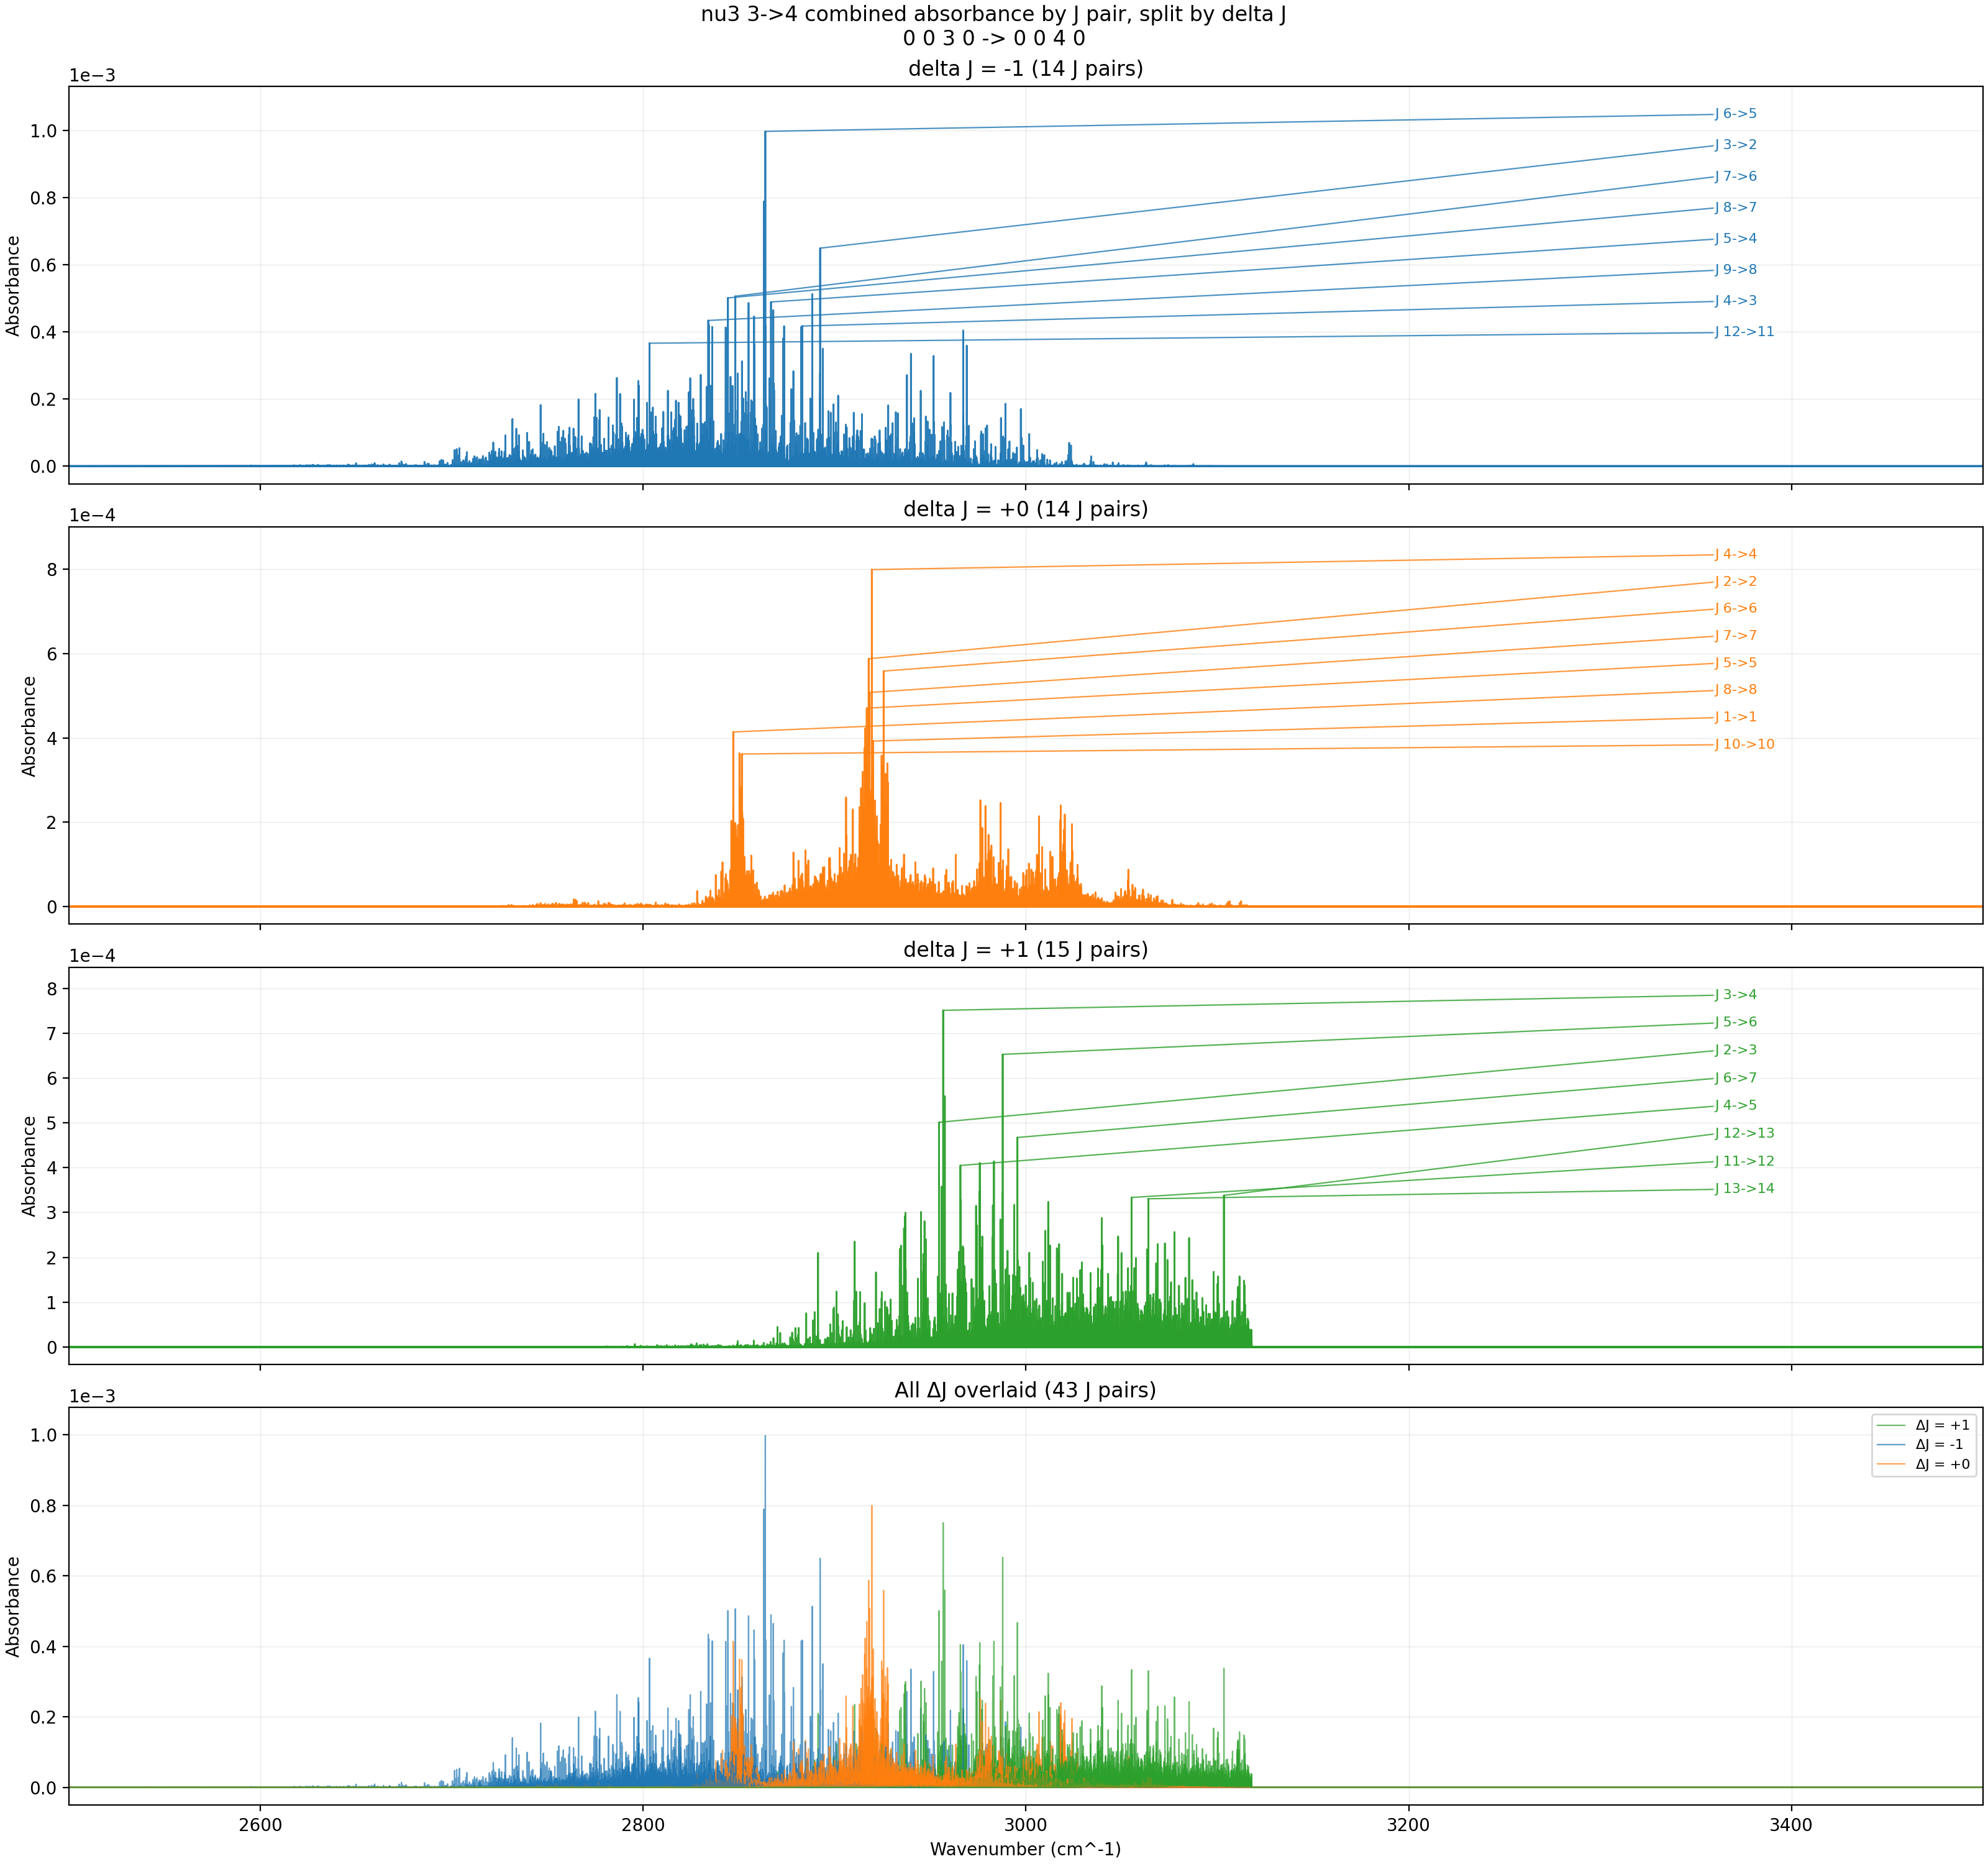 nu3 3->4 combined absorbance by J pair, split by delta J
0 0 3 0 -> 0 0 4 0
delta J = -1 (14 J pairs)
1e−3
1.0
0.8
0.6
0.4
0.2
0.0
Absorbance
J 6->5
J 3->2
J 7->6
J 8->7
J 5->4
J 9->8
J 4->3
J 12->11
delta J = +0 (14 J pairs)
1e−4
8
6
4
2
0
Absorbance
J 4->4
J 2->2
J 6->6
J 7->7
J 5->5
J 8->8
J 1->1
J 10->10
delta J = +1 (15 J pairs)
1e−4
8
7
6
5
4
3
2
1
0
Absorbance
J 3->4
J 5->6
J 2->3
J 6->7
J 4->5
J 12->13
J 11->12
J 13->14
All ΔJ overlaid (43 J pairs)
1e−3
1.0
0.8
0.6
0.4
0.2
0.0
Absorbance
ΔJ = +1
ΔJ = -1
ΔJ = +0
2600
2800
3000
3200
3400
Wavenumber (cm^-1)